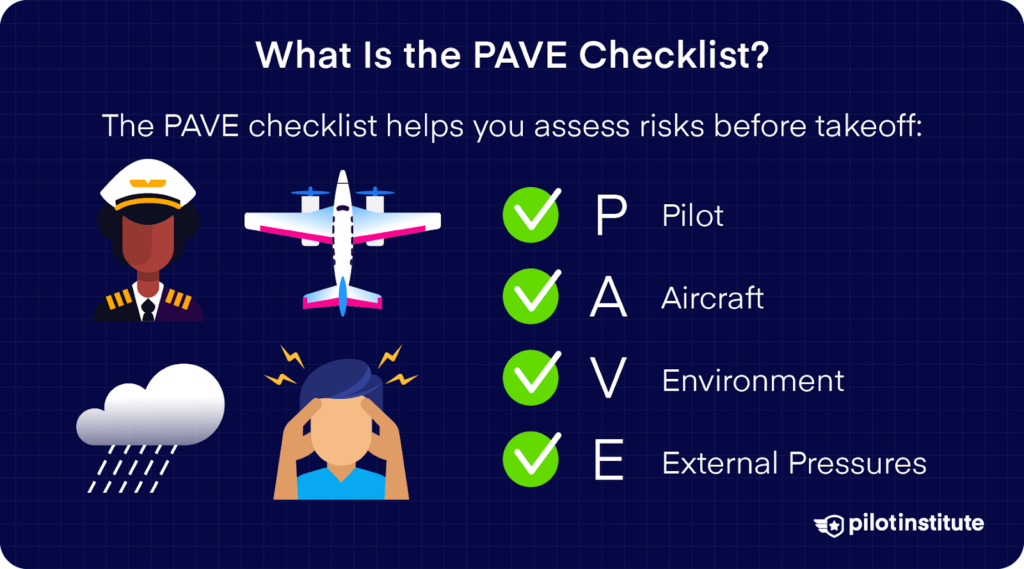 What Is the PAVE Checklist?
The PAVE checklist helps you assess risks before takeoff:
P Pilot
A Aircraft
V Environment
E External Pressures
pilotinstitute